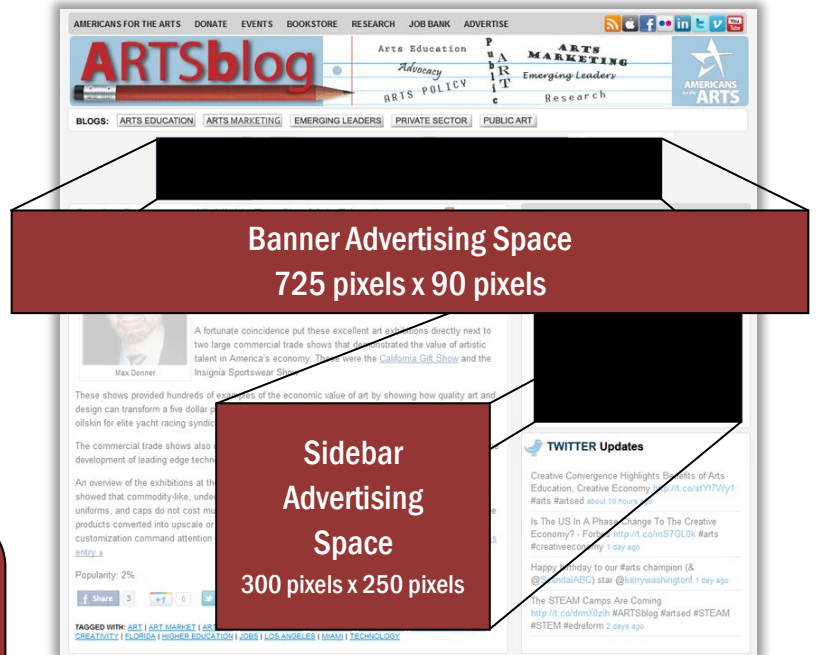 AMERICANS FOR THE ARTS DONATE EVENTS BOOKSTORE RESEARCH JOB BANK ADVERTISE
You Tube
ARTSblog
Arts Education
Advocacy
ARTS POLICY
Public
ART
ARTS MARKETING
Emerging Leaders
Research
AMERICANS for the ARTS
BLOGS: ARTS EDUCATION ARTS MARKETING EMERGING LEADERS PRIVATE SECTOR PUBLIC ART
Banner Advertising Space
725 pixels x 90 pixels
A fortunate coincidence put these excellent art exhibitions directly next to
two large commercial trade shows that demonstrated the value of artistic
talent in America's economy. These were the California Gift Show and the
Insignia Sportswear Show
Max Donner
These shows provided hundreds of examples of the economic value of art by showing how quality art and
design can transform a five dollar
oilskin for elite yacht racing
The commercial trade shows also
development of leading edge
An overview of the exhibitions at
showed that commodity-like,
uniforms, and caps do not cost
products converted into upscale or
customization command attention
entry »
Popularity: 2%
Share 3 +1 0
TAGGED WITH: ART | ART MARKET |
CREATIVITY | FLORIDA | HIGHER EDUCATION | JOBS | LOS ANGELES | MIAMI | TECHNOLOGY
Sidebar
Advertising
Space
300 pixels x 250 pixels
TWITTER Updates
Creative Convergence Highlights Benefits of Arts
Education, Creative Economy http://t.co/stYI7Wy1
#arts #artsed about 18 hours ago
Is The US In A Phase Change To The Creative
Economy? - Forbes http://t.co/mS7GL0k #arts
#creativeeconomy 1 day ago
Happy birthday to our #arts champion (&
@ScandalABC) star @kerrywashington! 1 day ago
The STEAM Camps Are Coming
http://t.co/drmX0zih #ARTSblog #artsed #STEAM
#STEM #edreform 2 days ago